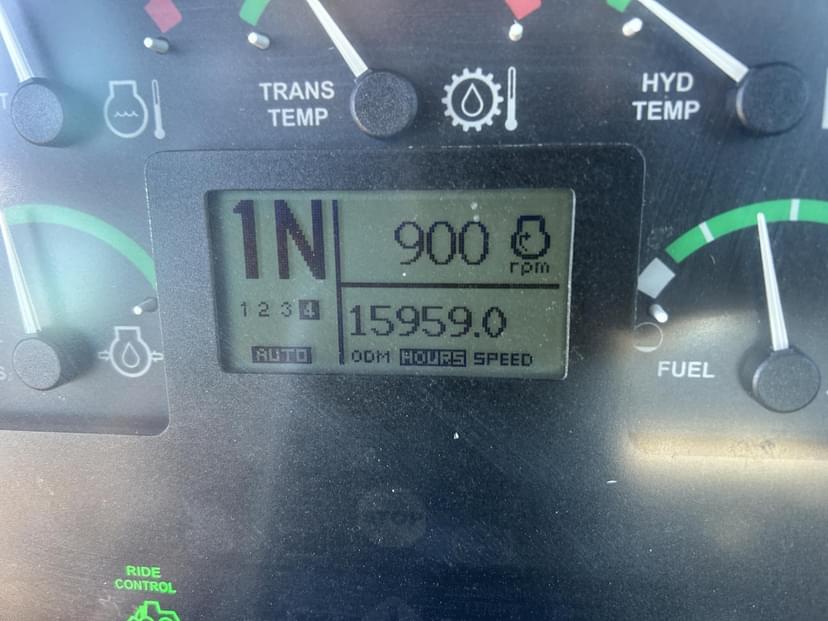 TRANS
TEMP
HYD
TEMP
1N
900
rpm
1 2 3 4
15959.0
AUTO
ODM HOURS SPEED
FUEL
STOP
RIDE
CONTROL